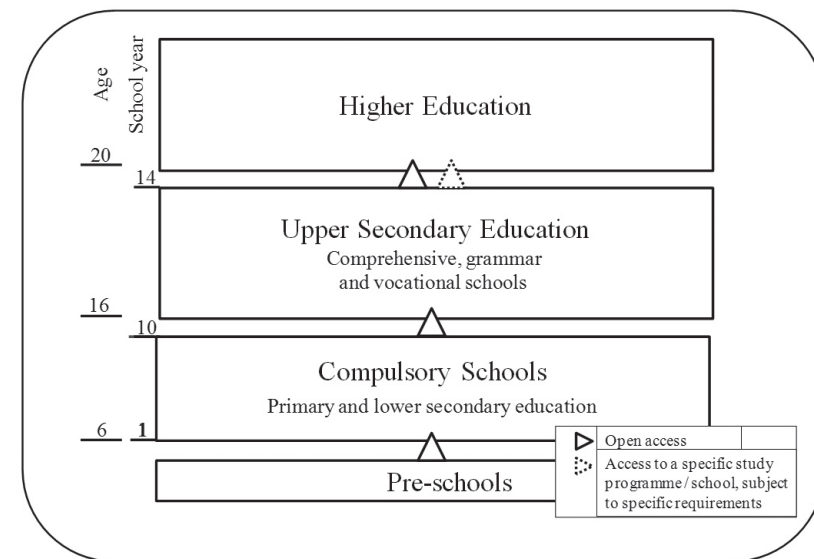 Age
School year
Higher Education
20
14
Upper Secondary Education
Comprehensive, grammar
and vocational schools
16
10
Compulsory Schools
Primary and lower secondary education
6
1
Open access
Access to a specific study
programme / school, subject
to specific requirements
Pre-schools